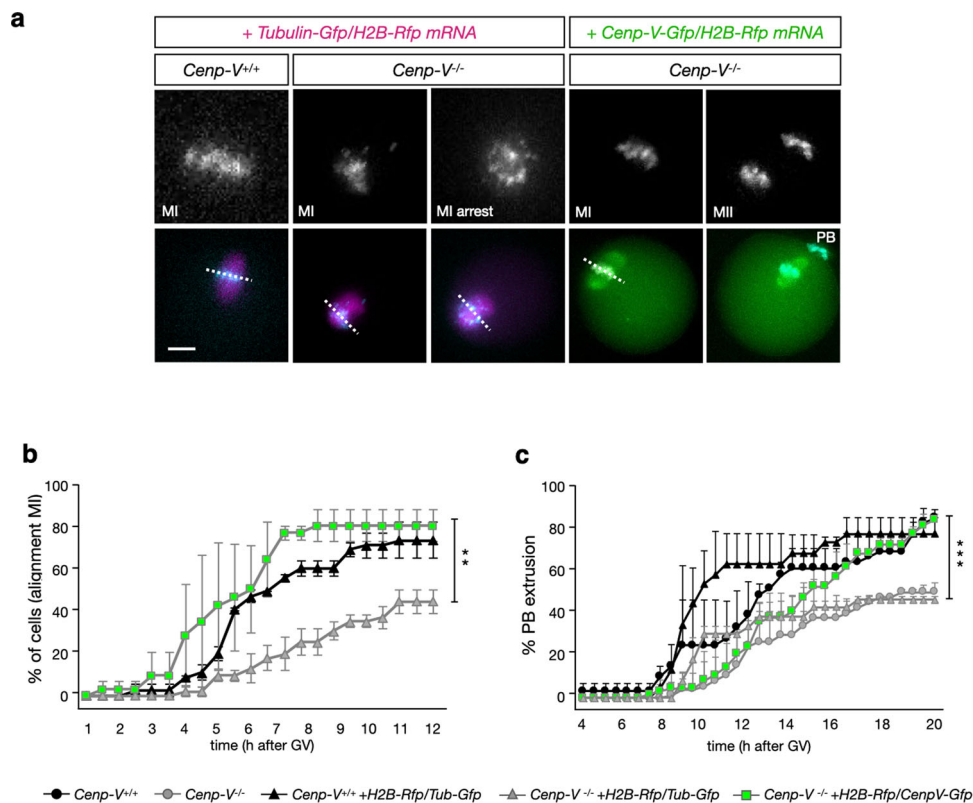 a
+ Tubulin-Gfp/H2B-Rfp mRNA
+ Cenp-V-Gfp/H2B-Rfp mRNA
Cenp-V+/+
Cenp-V-/-
Cenp-V-/-
MI
MI
MI arrest
MI
MII
PB
b
% of cells (alignment MI)
100
80
60
40
20
0
1 2 3 4 5 6 7 8 9 10 11 12
time (h after GV)
**
c
% PB extrusion
100
80
60
40
20
0
4 6 8 10 12 14 16 18 20
time (h after GV)
***
Cenp-V+/+ Cenp-V-/- Cenp-V+/+ +H2B-Rfp/Tub-Gfp Cenp-V -/- +H2B-Rfp/Tub-Gfp Cenp-V -/- +H2B-Rfp/CenpV-Gfp